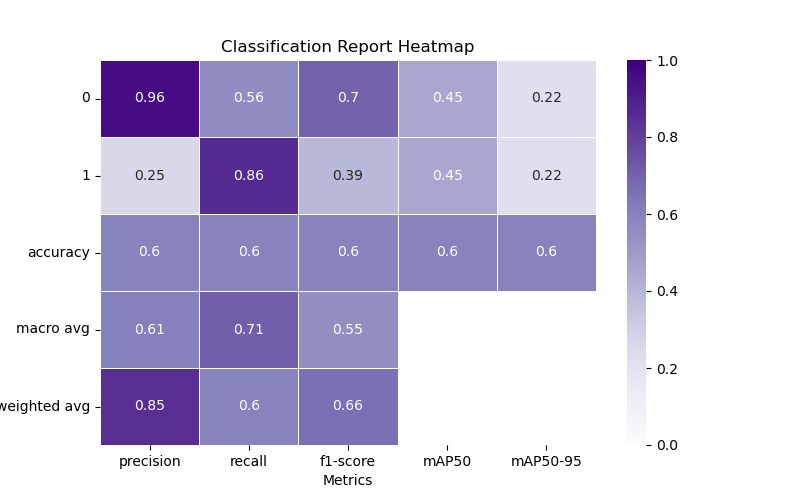 Classification Report Heatmap
0 0.96 0.56 0.7 0.45 0.22
1 0.25 0.86 0.39 0.45 0.22
accuracy 0.6 0.6 0.6 0.6 0.6
macro avg 0.61 0.71 0.55
weighted avg 0.85 0.6 0.66
precision recall f1-score mAP50 mAP50-95
Metrics
1.0
0.8
0.6
0.4
0.2
0.0